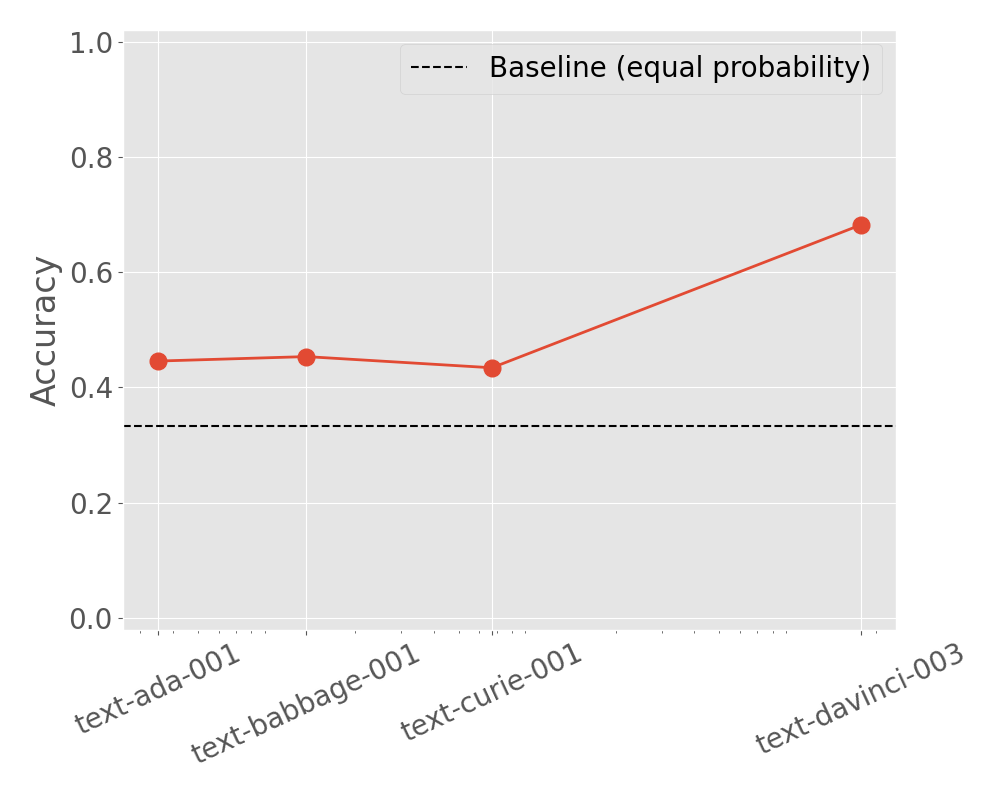 Baseline (equal probability)
Accuracy
1.0
0.8
0.6
0.4
0.2
0.0
text-ada-001
text-babbage-001
text-curie-001
text-davinci-003